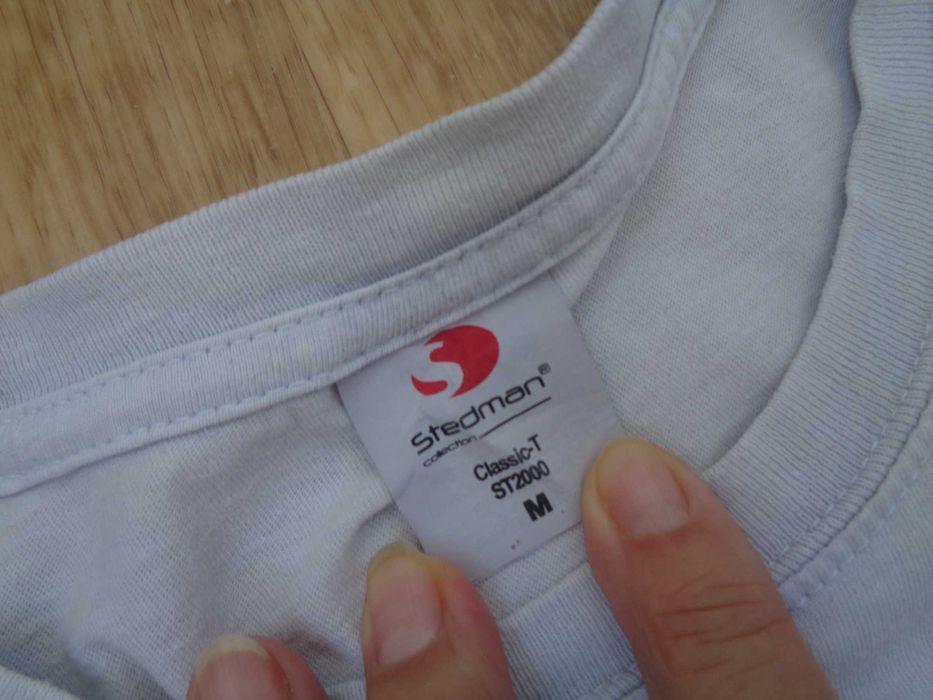 S
Stedman®
collection
Classic-T
ST2000
M